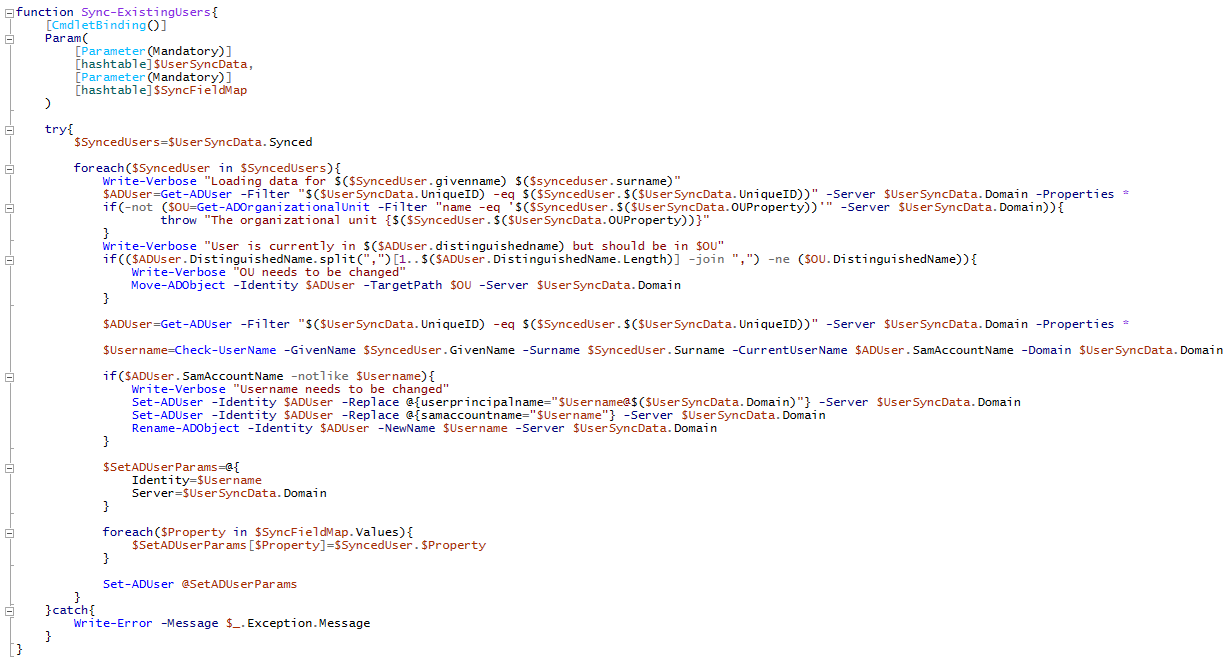 function Sync-ExistingUsers{
    [CmdletBinding()]
    Param(
        [Parameter(Mandatory)]
        [hashtable]$UserSyncData,
        [Parameter(Mandatory)]
        [hashtable]$SyncFieldMap
    )
    try{
        $SyncedUsers=$UserSyncData.Synced
        foreach($SyncedUser in $SyncedUsers){
            Write-Verbose "Loading data for $($SyncedUser.givenname) $($synceduser.surname)"
            $ADUser=Get-ADUser -Filter "$($UserSyncData.UniqueID) -eq $($SyncedUser.$($UserSyncData.UniqueID))" -Server $UserSyncData.Domain -Properties *
            if(-not ($OU=Get-ADOrganizationalUnit -Filter "name -eq '$($SyncedUser.$($UserSyncData.OUProperty))'" -Server $UserSyncData.Domain)){
                throw "The organizational unit {$($SyncedUser.$($UserSyncData.OUProperty))}"
            }
            Write-Verbose "User is currently in $($ADUser.distinguishedname) but should be in $OU"
            if(($ADUser.DistinguishedName.split(",")[1..$($ADUser.DistinguishedName.Length)] -join ",") -ne ($OU.DistinguishedName)){
                Write-Verbose "OU needs to be changed"
                Move-ADObject -Identity $ADUser -TargetPath $OU -Server $UserSyncData.Domain
            }
            $ADUser=Get-ADUser -Filter "$($UserSyncData.UniqueID) -eq $($SyncedUser.$($UserSyncData.UniqueID))" -Server $UserSyncData.Domain -Properties *
            $Username=Check-UserName -GivenName $SyncedUser.GivenName -Surname $SyncedUser.Surname -CurrentUserName $ADUser.SamAccountName -Domain $UserSyncData.Domain
            if($ADUser.SamAccountName -notlike $Username){
                Write-Verbose "Username needs to be changed"
                Set-ADUser -Identity $ADUser -Replace @{userprincipalname="$Username@$($UserSyncData.Domain)"} -Server $UserSyncData.Domain
                Set-ADUser -Identity $ADUser -Replace @{samaccountname="$Username"} -Server $UserSyncData.Domain
                Rename-ADObject -Identity $ADUser -NewName $Username -Server $UserSyncData.Domain
            }
            $SetADUserParams=@{
                Identity=$Username
                Server=$UserSyncData.Domain
            }
            foreach($Property in $SyncFieldMap.Values){
                $SetADUserParams[$Property]=$SyncedUser.$Property
            }
            Set-ADUser @SetADUserParams
        }
    }catch{
        Write-Error -Message $_.Exception.Message
    }
}